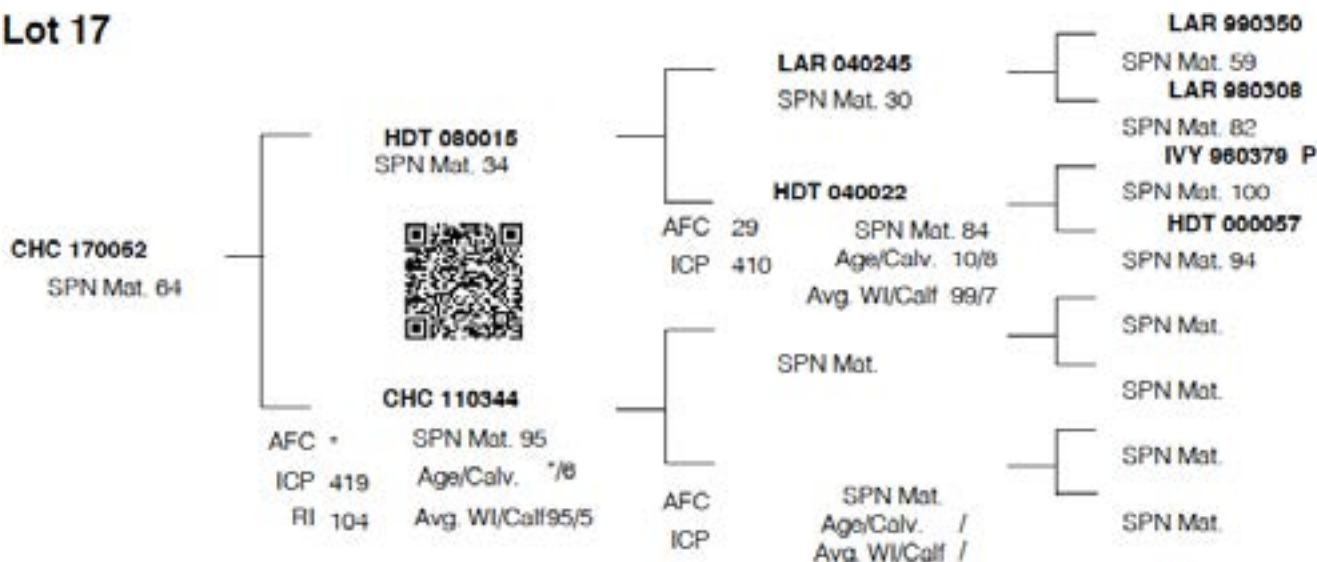 Lot 17
LAR 990350
LAR 040245
SPN Mat. 59
SPN Mat. 30
LAR 980308
HDT 080015
SPN Mat. 82
SPN Mat. 34
IVY 960379 P
HDT 040022
SPN Mat. 100
AFC 29 SPN Mat. 84
HDT 000057
CHC 170052
ICP 410 Age/Calv. 10/8
SPN Mat. 94
SPN Mat. 64
Avg. WI/Calf 99/7
SPN Mat.
SPN Mat.
SPN Mat.
CHC 110344
AFC * SPN Mat. 95
SPN Mat.
ICP 419 Age/Calv. */6
AFC SPN Mat.
RI 104 Avg. WI/Calf95/5
SPN Mat.
Age/Calv. /
ICP
Avg. WI/Calf /